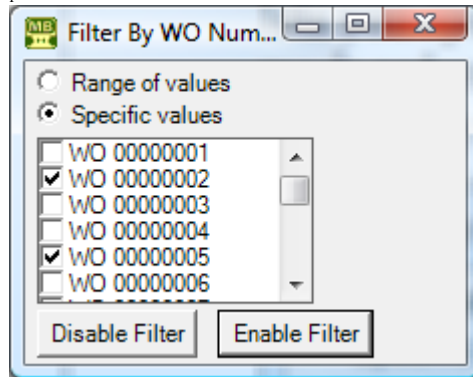 MB
Filter By WO Num...
Range of values
Specific values
WO 00000001
WO 00000002
WO 00000003
WO 00000004
WO 00000005
WO 00000006
Disable Filter Enable Filter